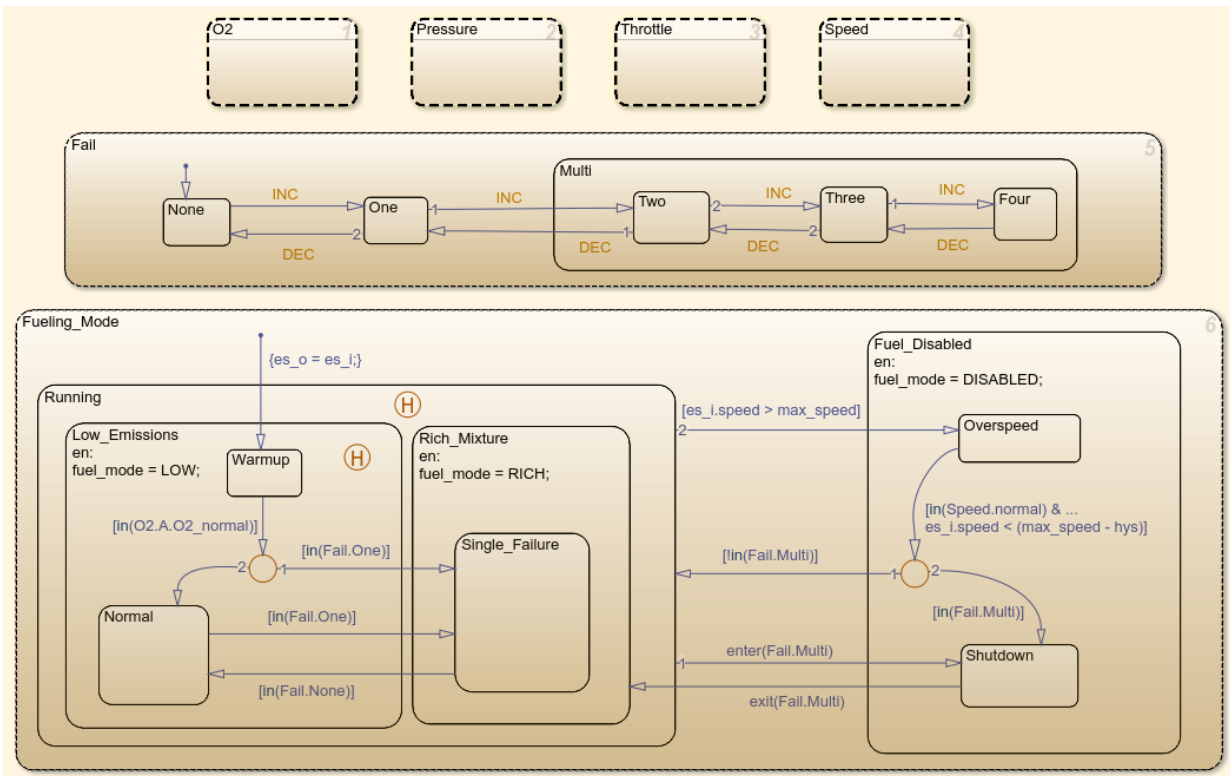 O2 1
Pressure 2
Throttle 3
Speed 4
Fail 5
Multi
None
INC
One
1
INC
Two
2
INC
Three
1
INC
Four
2
DEC
1
DEC
2
DEC
DEC
Fueling_Mode 6
{es_o = es_i;}
Running
H
Low_Emissions
en:
fuel_mode = LOW;
H
Warmup
[in(O2.A.O2_normal)]
2
1
[in(Fail.One)]
Normal
[in(Fail.One)]
[in(Fail.None)]
Rich_Mixture
en:
fuel_mode = RICH;
Single_Failure
[es_i.speed > max_speed]
2
[!in(Fail.Multi)]
1
enter(Fail.Multi)
exit(Fail.Multi)
Fuel_Disabled
en:
fuel_mode = DISABLED;
Overspeed
[in(Speed.normal) & ...
es_i.speed < (max_speed - hys)]
1
2
[in(Fail.Multi)]
Shutdown